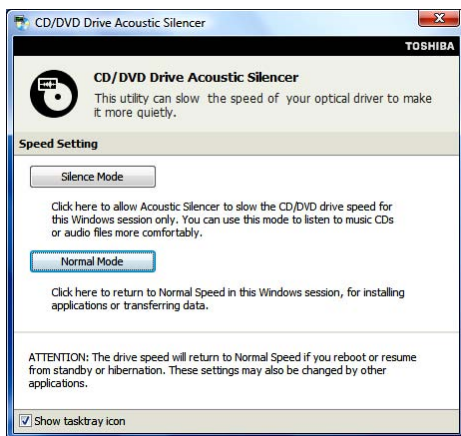 CD/DVD Drive Acoustic Silencer
TOSHIBA
CD/DVD Drive Acoustic Silencer
This utility can slow the speed of your optical driver to make
it more quietly.
Speed Setting
Silence Mode
Click here to allow Acoustic Silencer to slow the CD/DVD drive speed for
this Windows session only. You can use this mode to listen to music CDs
or audio files more comfortably.
Normal Mode
Click here to return to Normal Speed in this Windows session, for installing
applications or transferring data.
ATTENTION: The drive speed will return to Normal Speed if you reboot or resume
from standby or hibernation. These settings may also be changed by other
applications.
Show tasktray icon